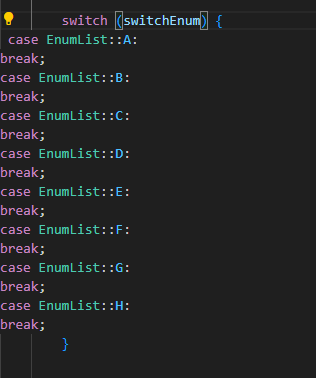 switch (switchEnum) {
case EnumList::A:
break;
case EnumList::B:
break;
case EnumList::C:
break;
case EnumList::D:
break;
case EnumList::E:
break;
case EnumList::F:
break;
case EnumList::G:
break;
case EnumList::H:
break;
}